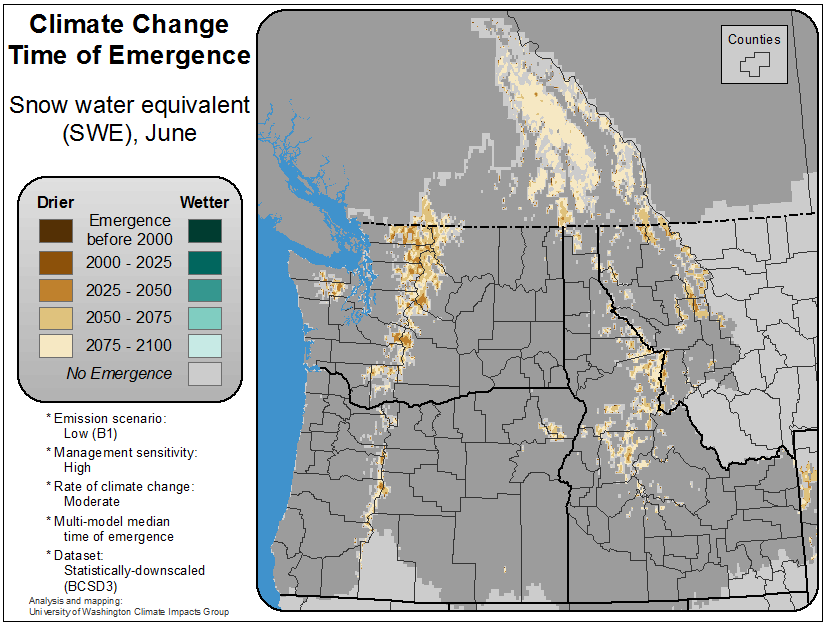 Climate Change
Time of Emergence
Snow water equivalent
(SWE), June
Drier
Wetter
Emergence
before 2000
2000 - 2025
2025 - 2050
2050 - 2075
2075 - 2100
No Emergence
* Emission scenario:
Low (B1)
* Management sensitivity:
High
* Rate of climate change:
Moderate
* Multi-model median
time of emergence
* Dataset:
Statistically-downscaled
(BCSD3)
Analysis and mapping:
University of Washington Climate Impacts Group
Counties